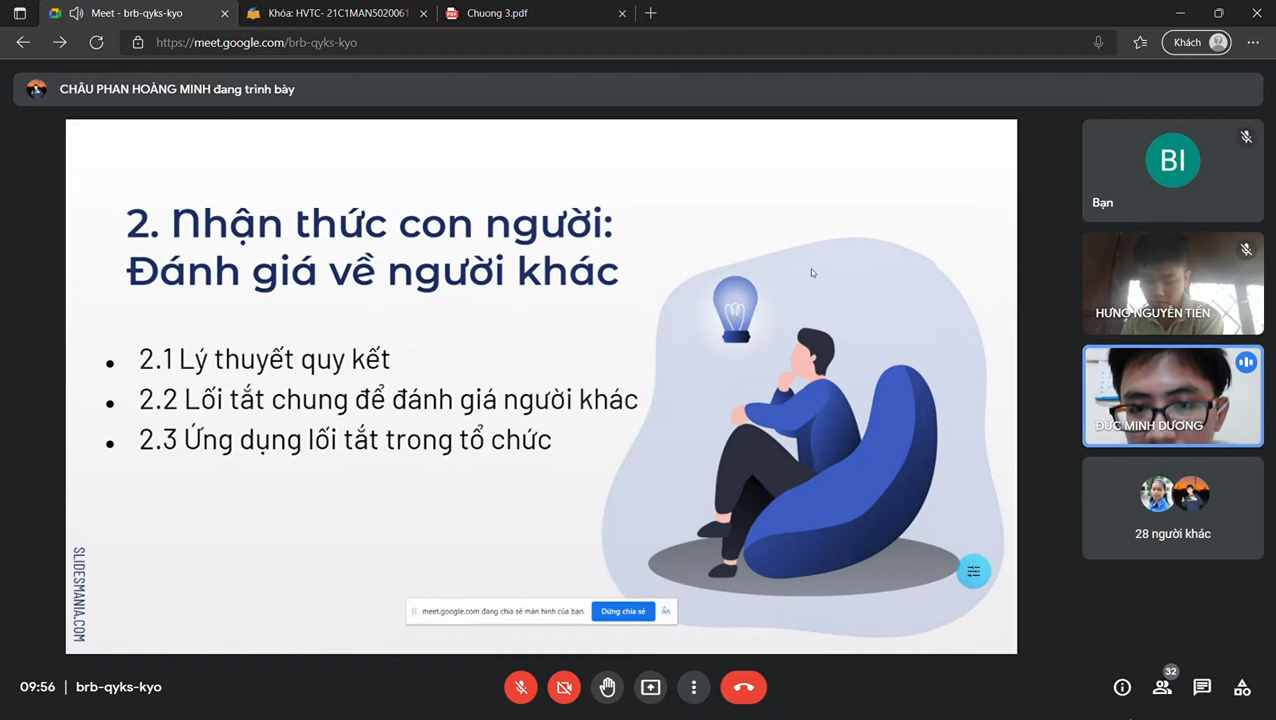 Meet - brb-qyks-kyo
Khóa: HVTC- 21C1MAN5020061
Chuong 3.pdf
https://meet.google.com/brb-qyks-kyo
Khách
CHÂU PHAN HOÀNG MINH đang trình bày
2. Nhận thức con người:
Đánh giá về người khác
2.1 Lý thuyết quy kết
2.2 Lối tắt chung để đánh giá người khác
2.3 Ứng dụng lối tắt trong tổ chức
SLIDESMANIA.COM
meet.google.com đang chia sẻ màn hình của bạn.
Dừng chia sẻ
Ẩn
BI
Bạn
HƯNG NGUYỄN TIẾN
ĐỨC MINH DƯƠNG
28 người khác
09:56 | brb-qyks-kyo
32